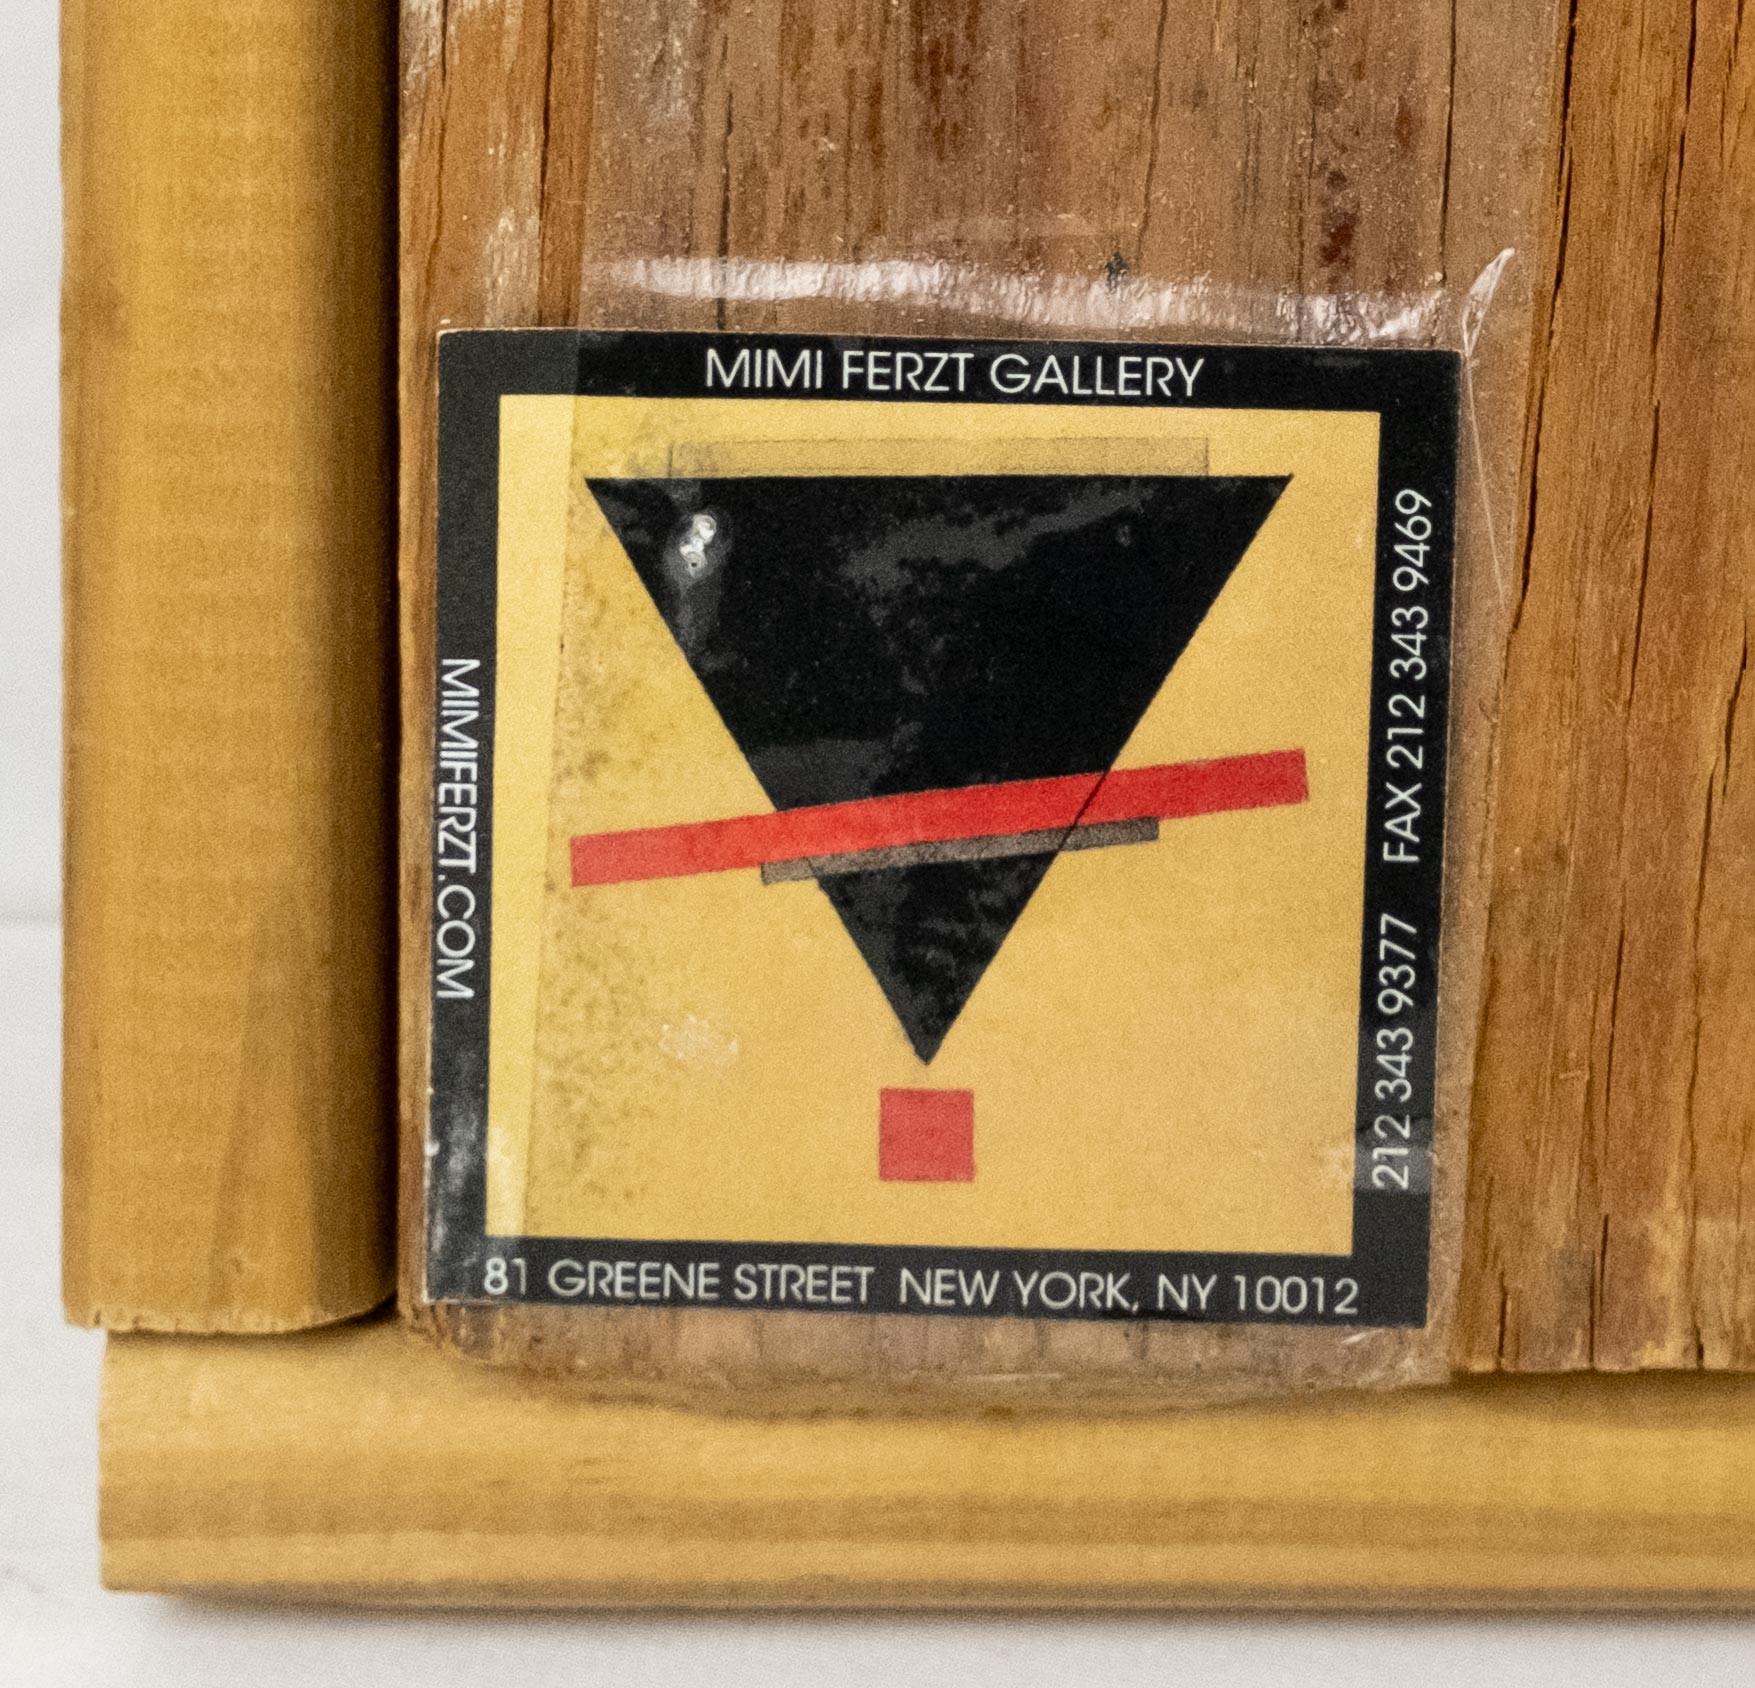 MIMI FERZT GALLERY
MIMIFERZT.COM
212 343 9377 FAX 212 343 9469
81 GREENE STREET NEW YORK, NY 10012